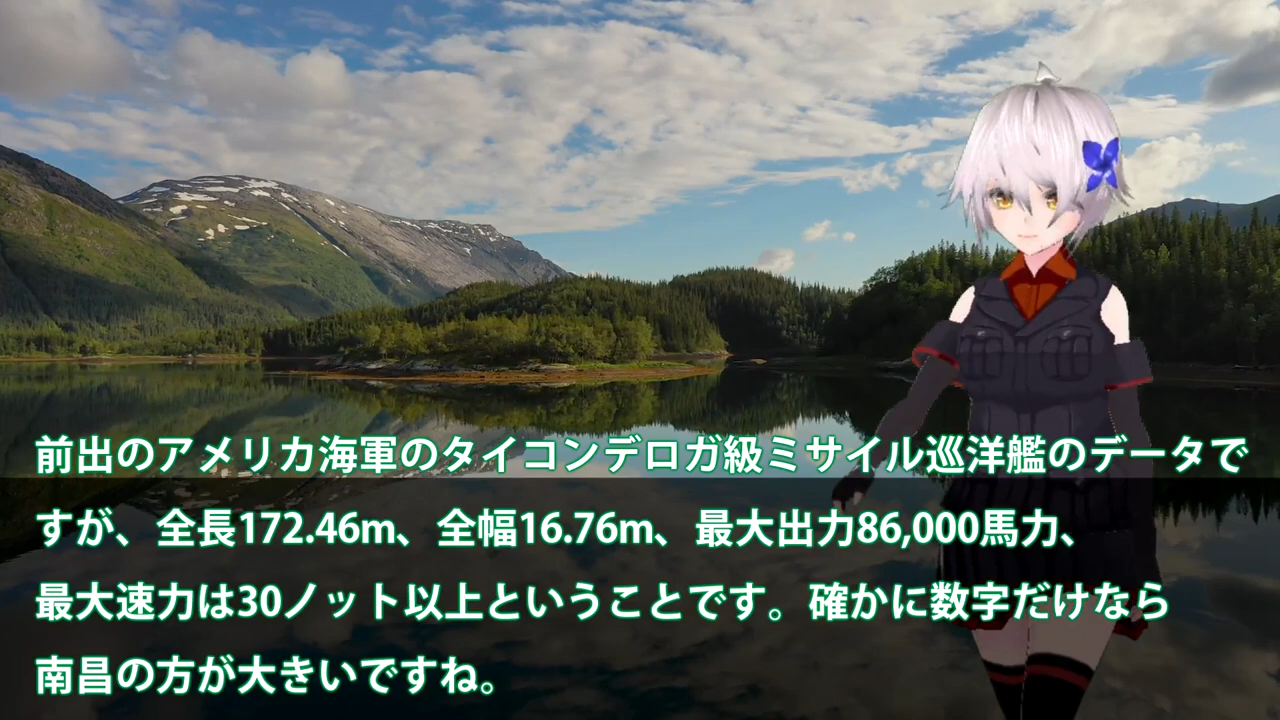 前出のアメリカ海軍のタイコンデロガ級ミサイル巡洋艦のデータで
すが、全長172.46m、全幅16.76m、最大出力86,000馬力、
最大速力は30ノット以上ということです。確かに数字だけなら
南昌の方が大きいですね。